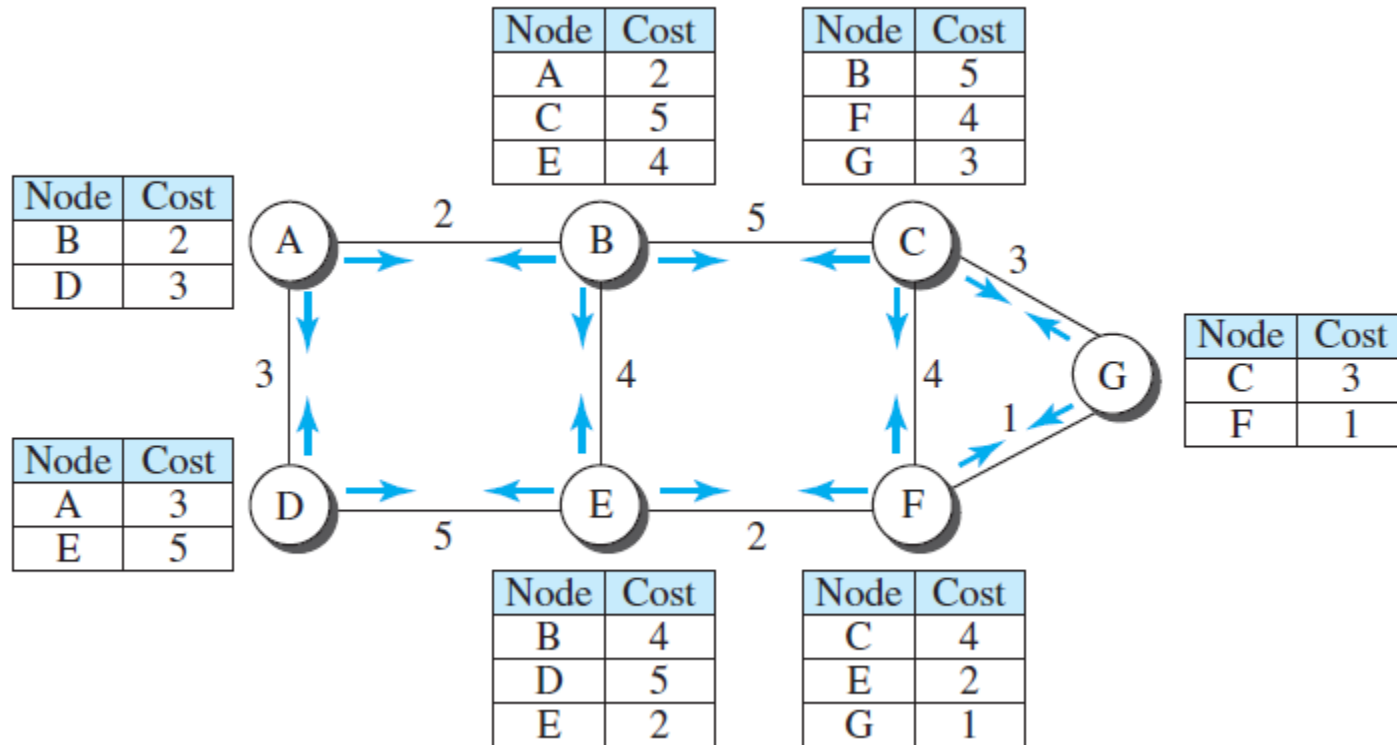 Node Cost
A 2
C 5
E 4
Node Cost
B 5
F 4
G 3
Node Cost
B 2
D 3
A 2 B 5 C
3
3 4 4 G
1
Node Cost
C 3
F 1
Node Cost
A 3
E 5
D 5 E 2 F
Node Cost
B 4
D 5
E 2
Node Cost
C 4
E 2
G 1